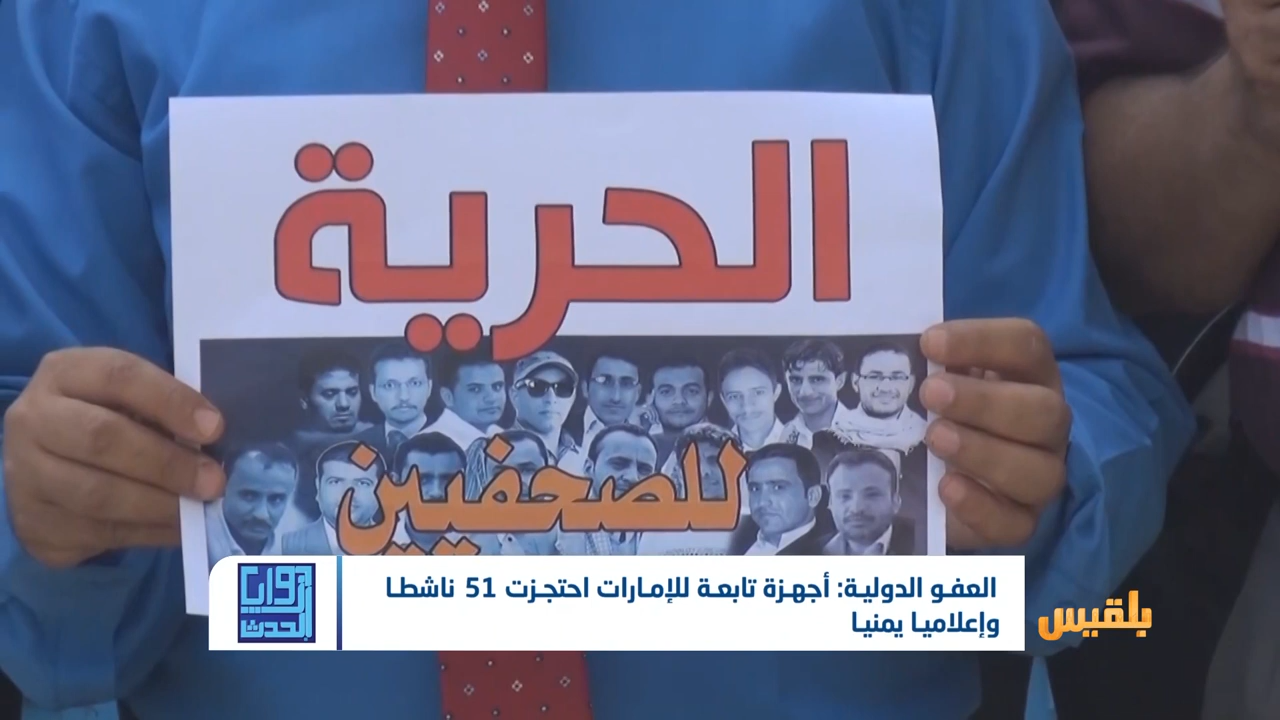 الحرية
للصحفيين
العفو الدولية: أجهزة تابعة للإمارات احتجزت 51 ناشطا
وإعلاميا يمنيا
بلقيس
زوايا
الحدث